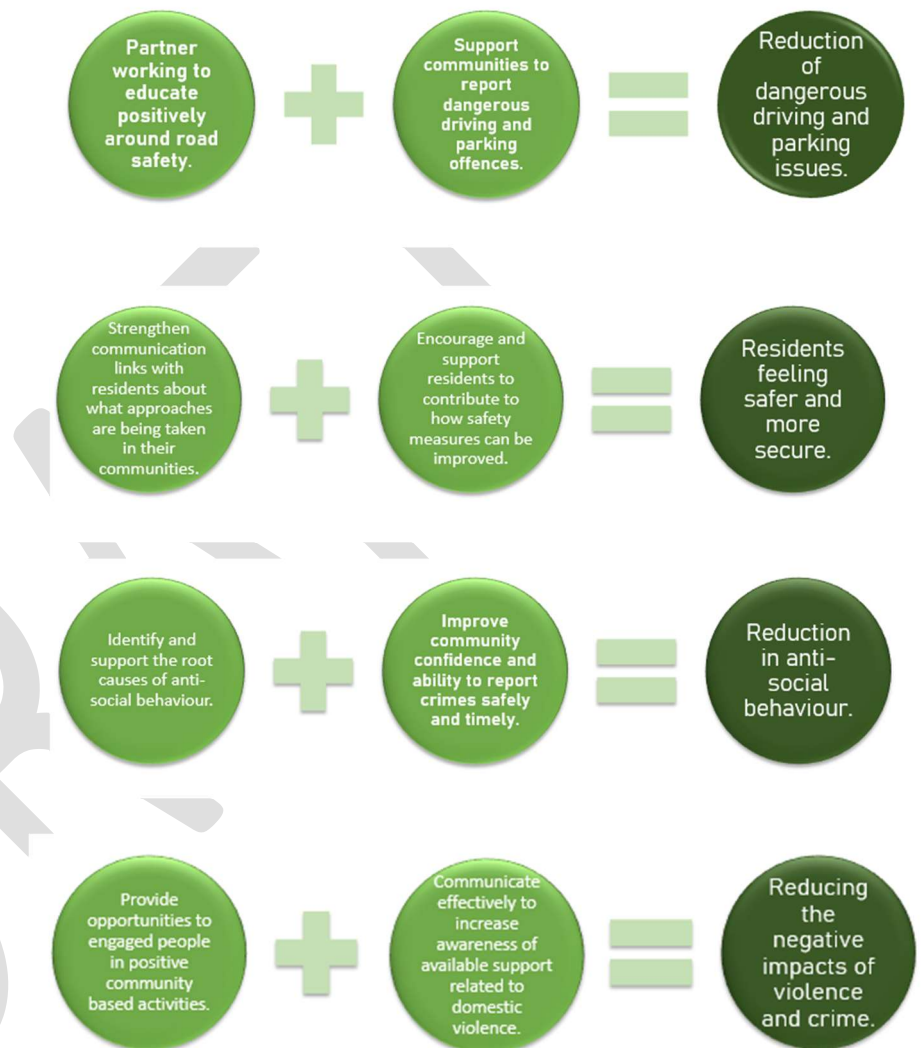 Partner
working to
educate
positively
around road
safety.
+
Support
communities to
report
dangerous
driving and
parking
offences.
=
Reduction
of
dangerous
driving and
parking
issues.
Strengthen
communication
links with
residents about
what approaches
are being taken
in their
communities.
+
Encourage and
support
residents to
contribute to
how safety
measures can be
improved.
=
Residents
feeling
safer and
more
secure.
Identify and
support the root
causes of anti-
social behaviour.
+
Improve
community
confidence and
ability to report
crimes safely
and timely.
=
Reduction
in anti-
social
behaviour.
Provide
opportunities to
engaged people
in positive
community
based activities.
+
Communicate
effectively to
increase
awareness of
available support
related to
domestic
violence.
=
Reducing
the
negative
impacts of
violence
and crime.